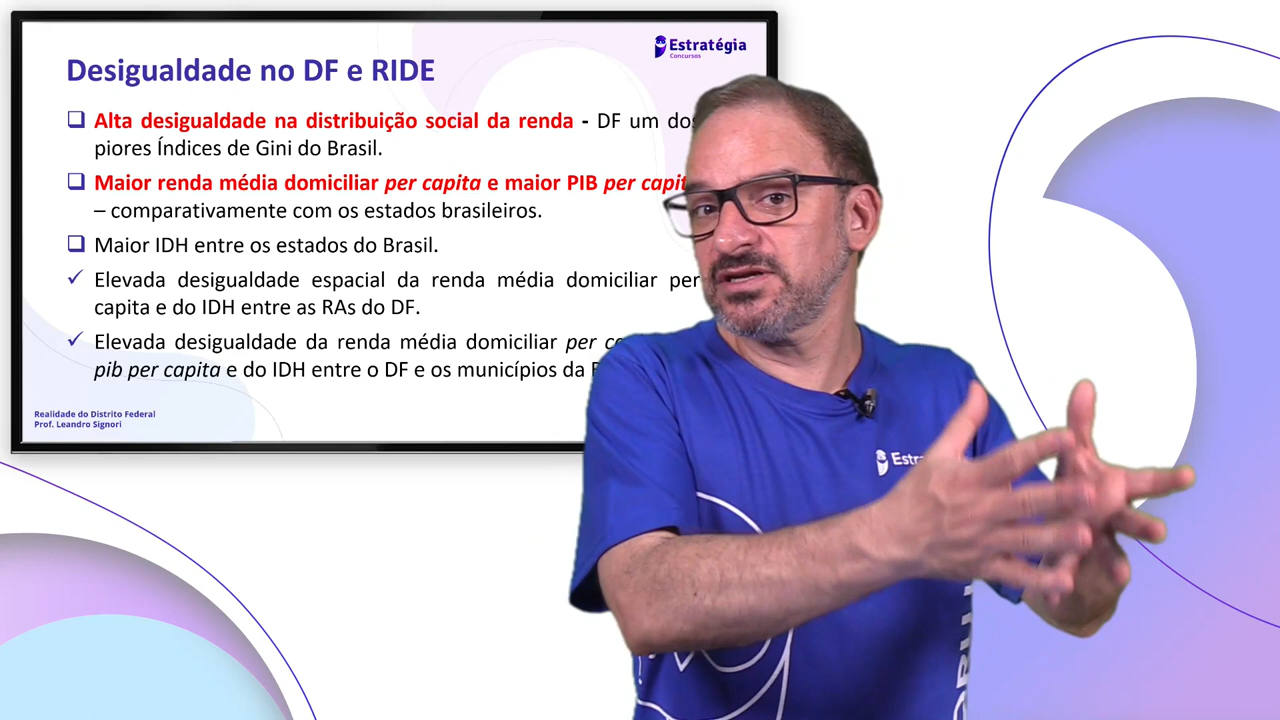 Estratégia
Concursos
Desigualdade no DF e RIDE
Alta desigualdade na distribuição social da renda - DF um dos
piores Índices de Gini do Brasil.
Maior renda média domiciliar per capita e maior PIB per
– comparativamente com os estados brasileiros.
Maior IDH entre os estados do Brasil.
Elevada desigualdade espacial da renda média domiciliar per
capita e do IDH entre as RAs do DF.
Elevada desigualdade da renda média domiciliar per
pib per capita e do IDH entre o DF e os municípios da
Realidade do Distrito Federal
Prof. Leandro Signori